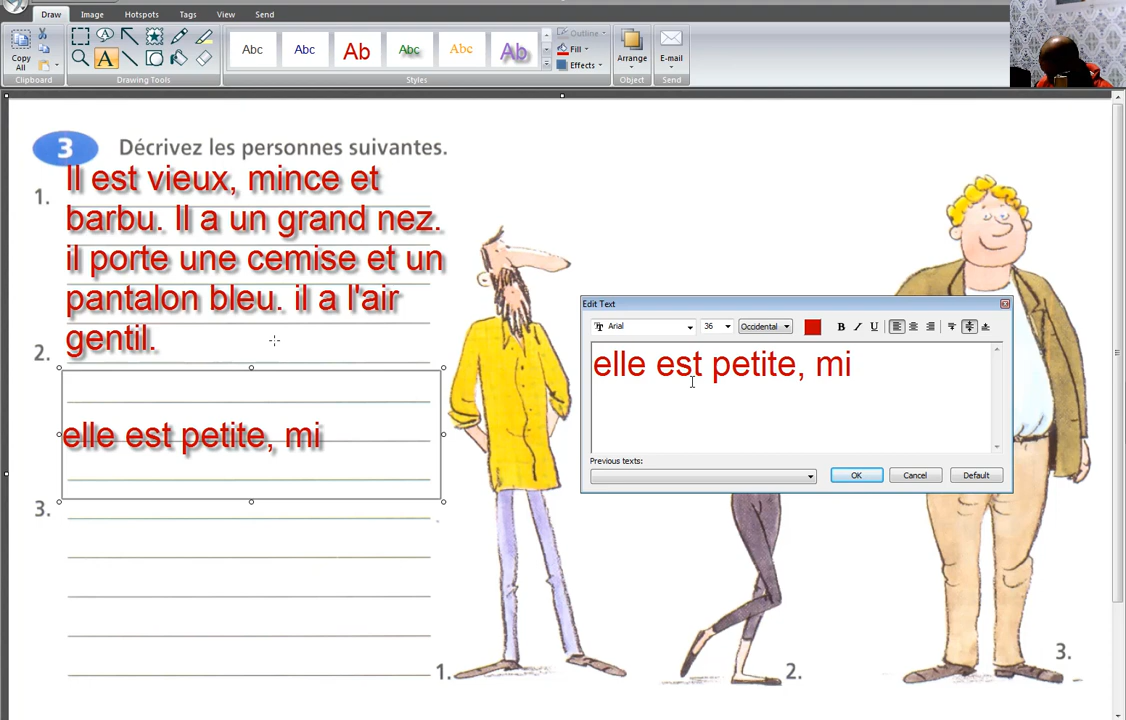 Draw Image Hotspots Tags View Send
Copy All
Clipboard
Drawing Tools
Abc Abc Ab Abc Abc Ab
Styles
Outline
Fill
Effects
Arrange
Object
E-mail
Send
3 Décrivez les personnes suivantes.
1. Il est vieux, mince et
barbu. Il a un grand nez.
il porte une cemise et un
pantalon bleu. il a l'air
gentil.
2.
elle est petite, mi
3.
Edit Text
Arial 36 Occidental B I U
elle est petite, mi
Previous texts:
OK Cancel Default
1. 2. 3.